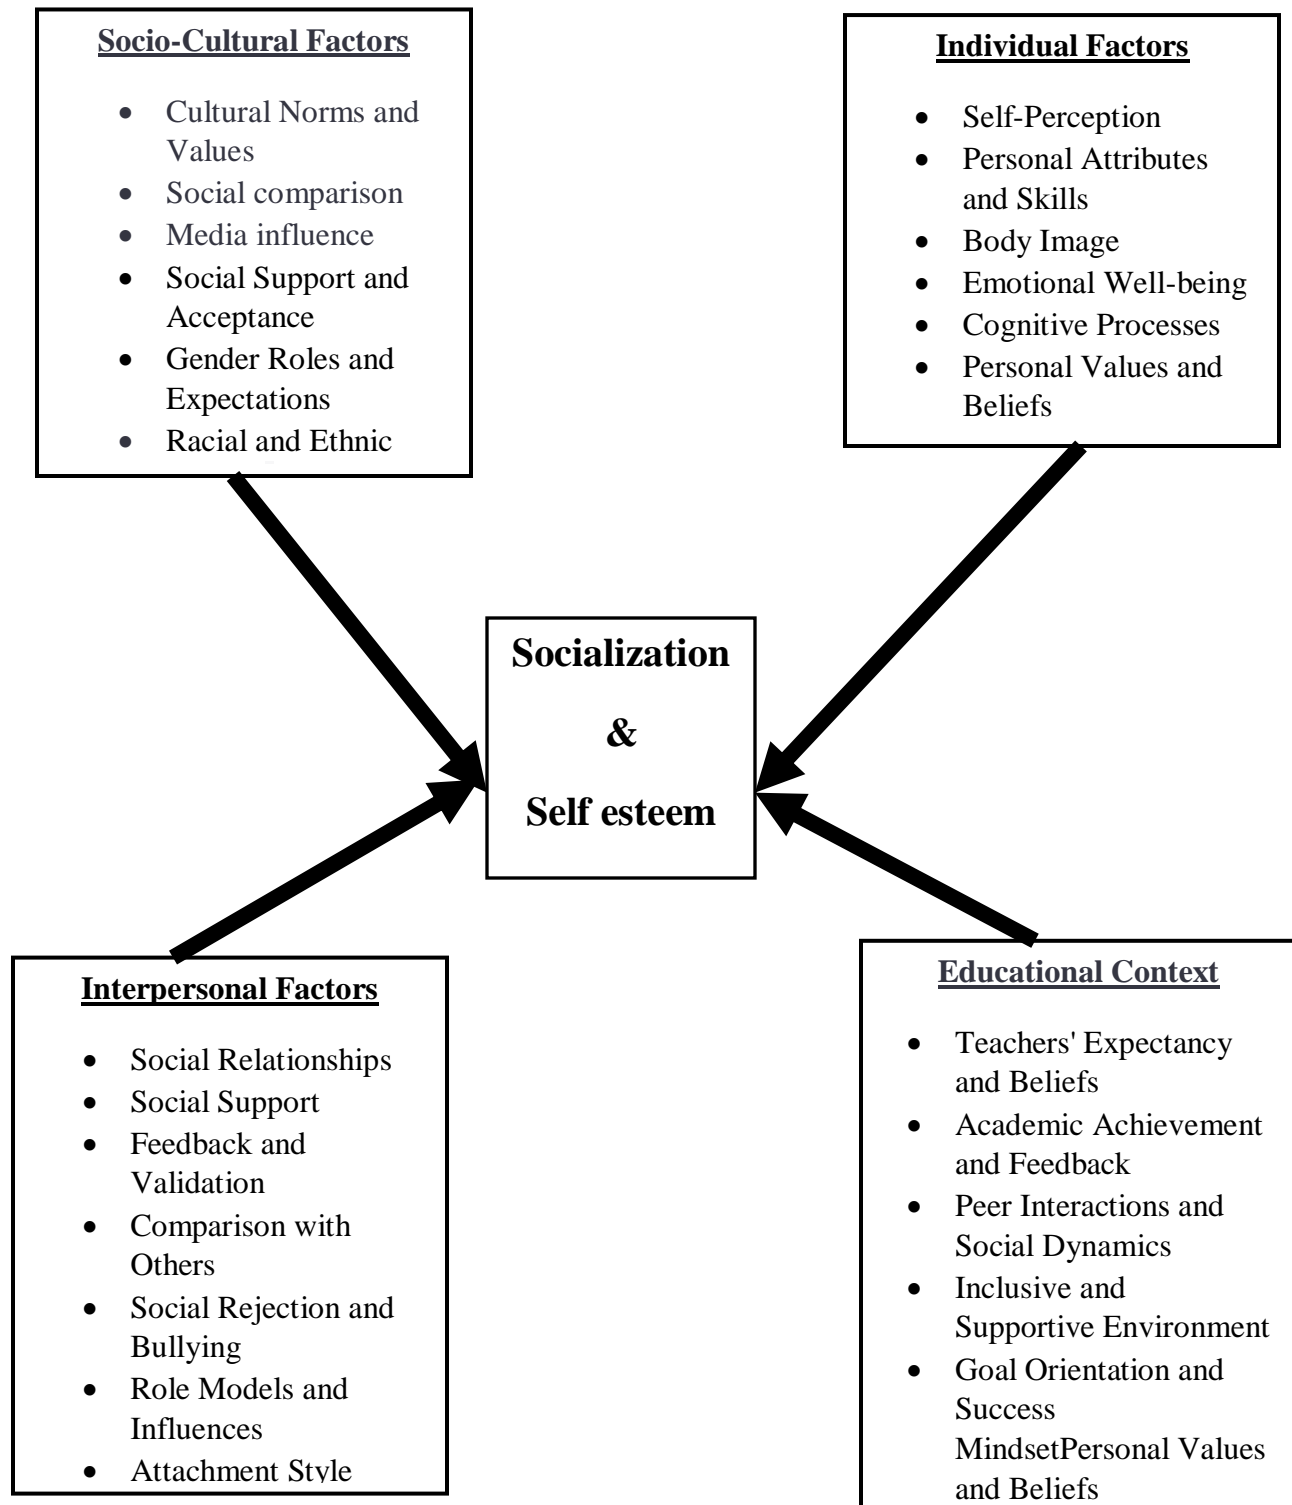 Socio-Cultural Factors
• Cultural Norms and
Values
• Social comparison
• Media influence
• Social Support and
Acceptance
• Gender Roles and
Expectations
• Racial and Ethnic
Individual Factors
• Self-Perception
• Personal Attributes
and Skills
• Body Image
• Emotional Well-being
• Cognitive Processes
• Personal Values and
Beliefs
Socialization
&
Self esteem
Interpersonal Factors
• Social Relationships
• Social Support
• Feedback and
Validation
• Comparison with
Others
• Social Rejection and
Bullying
• Role Models and
Influences
• Attachment Style
Educational Context
• Teachers' Expectancy
and Beliefs
• Academic Achievement
and Feedback
• Peer Interactions and
Social Dynamics
• Inclusive and
Supportive Environment
• Goal Orientation and
Success
MindsetPersonal Values
and Beliefs